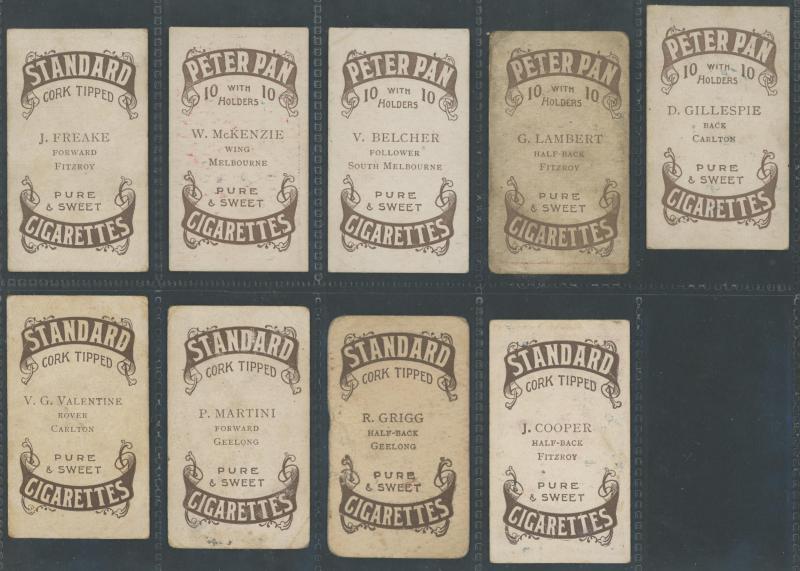 STANDARD
CORK TIPPED
J. FREAKE
FORWARD
FITZROY
PURE
& SWEET
CIGARETTES
PETER PAN
10 WITH 10
HOLDERS
W. MCKENZIE
WING
MELBOURNE
PURE
& SWEET
CIGARETTES
PETER PAN
10 WITH 10
HOLDERS
V. BELCHER
FOLLOWER
SOUTH MELBOURNE
PURE
& SWEET
CIGARETTES
PETER PAN
10 WITH 10
HOLDERS
G. LAMBERT
HALF-BACK
FITZROY
PURE
& SWEET
CIGARETTES
PETER PAN
10 WITH 10
HOLDERS
D. GILLESPIE
BACK
CARLTON
PURE
& SWEET
CIGARETTES
STANDARD
CORK TIPPED
V. G. VALENTINE
ROVER
CARLTON
PURE
& SWEET
CIGARETTES
STANDARD
CORK TIPPED
P. MARTINI
FORWARD
GEELONG
PURE
& SWEET
CIGARETTES
STANDARD
CORK TIPPED
R. GRIGG
HALF-BACK
GEELONG
PURE
& SWEET
CIGARETTES
STANDARD
CORK TIPPED
J. COOPER
HALF-BACK
FITZROY
PURE
& SWEET
CIGARETTES